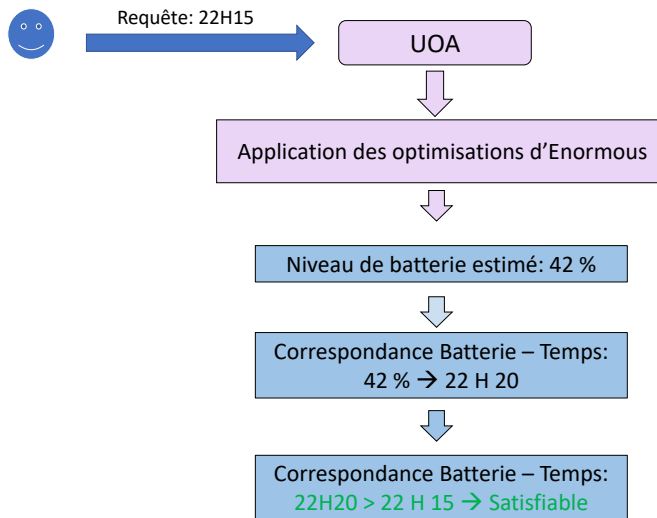 Requête: 22H15
UOA
Application des optimisations d’Enormous
Niveau de batterie estimé: 42 %
Correspondance Batterie – Temps:
42 % → 22 H 20
Correspondance Batterie – Temps:
22H20 > 22 H 15 → Satisfiable